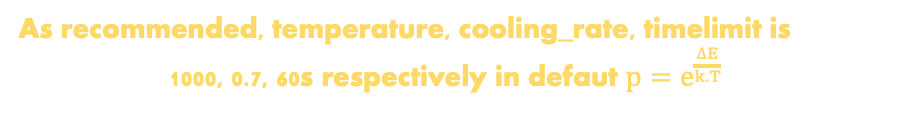 As recommended, temperature, cooling_rate, timelimit is
1000, 0.7, 60s respectively in defaut p = e^(ΔE/k.T)